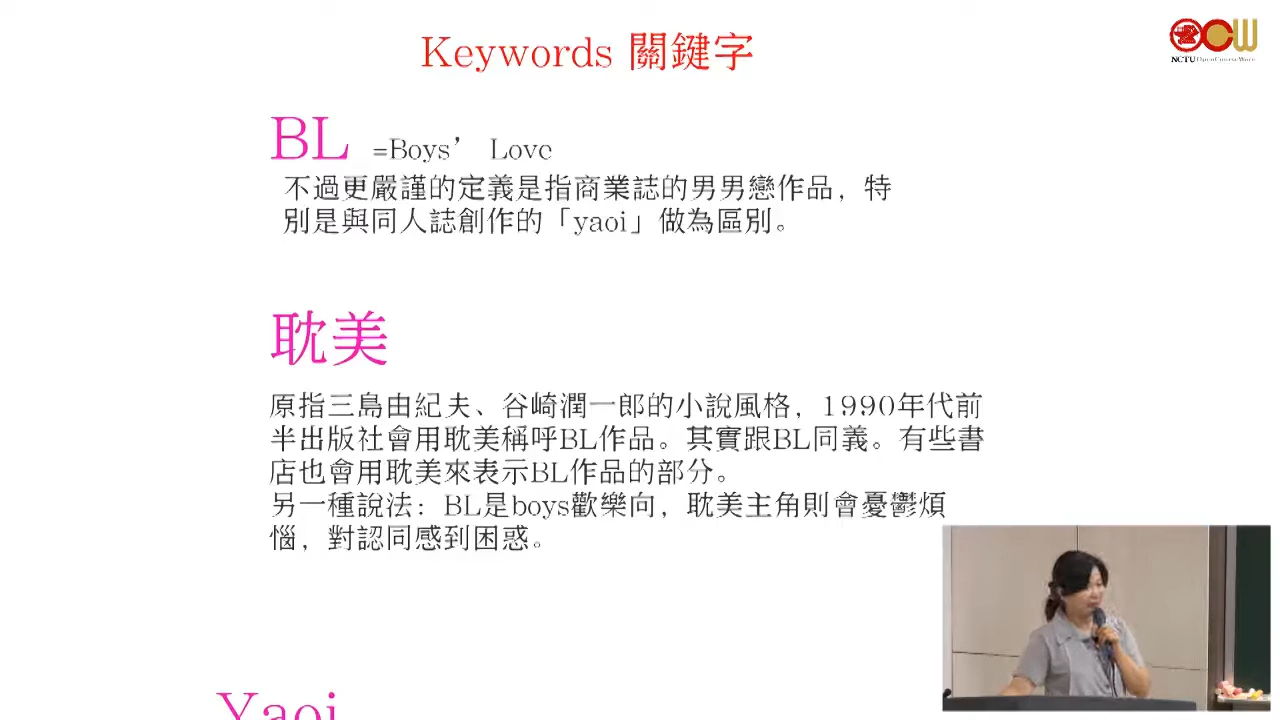 Keywords 關鍵字
NCTU OpenCourseWare
BL =Boys’ Love
不過更嚴謹的定義是指商業誌的男男戀作品，特
別是與同人誌創作的「yaoi」做為區別。
耽美
原指三島由紀夫、谷崎潤一郎的小說風格，1990年代前
半出版社會用耽美稱呼BL作品。其實跟BL同義。有些書
店也會用耽美來表示BL作品的部分。
另一種說法：BL是boys歡樂向，耽美主角則會憂鬱煩
惱，對認同感到困惑。
Yaoi